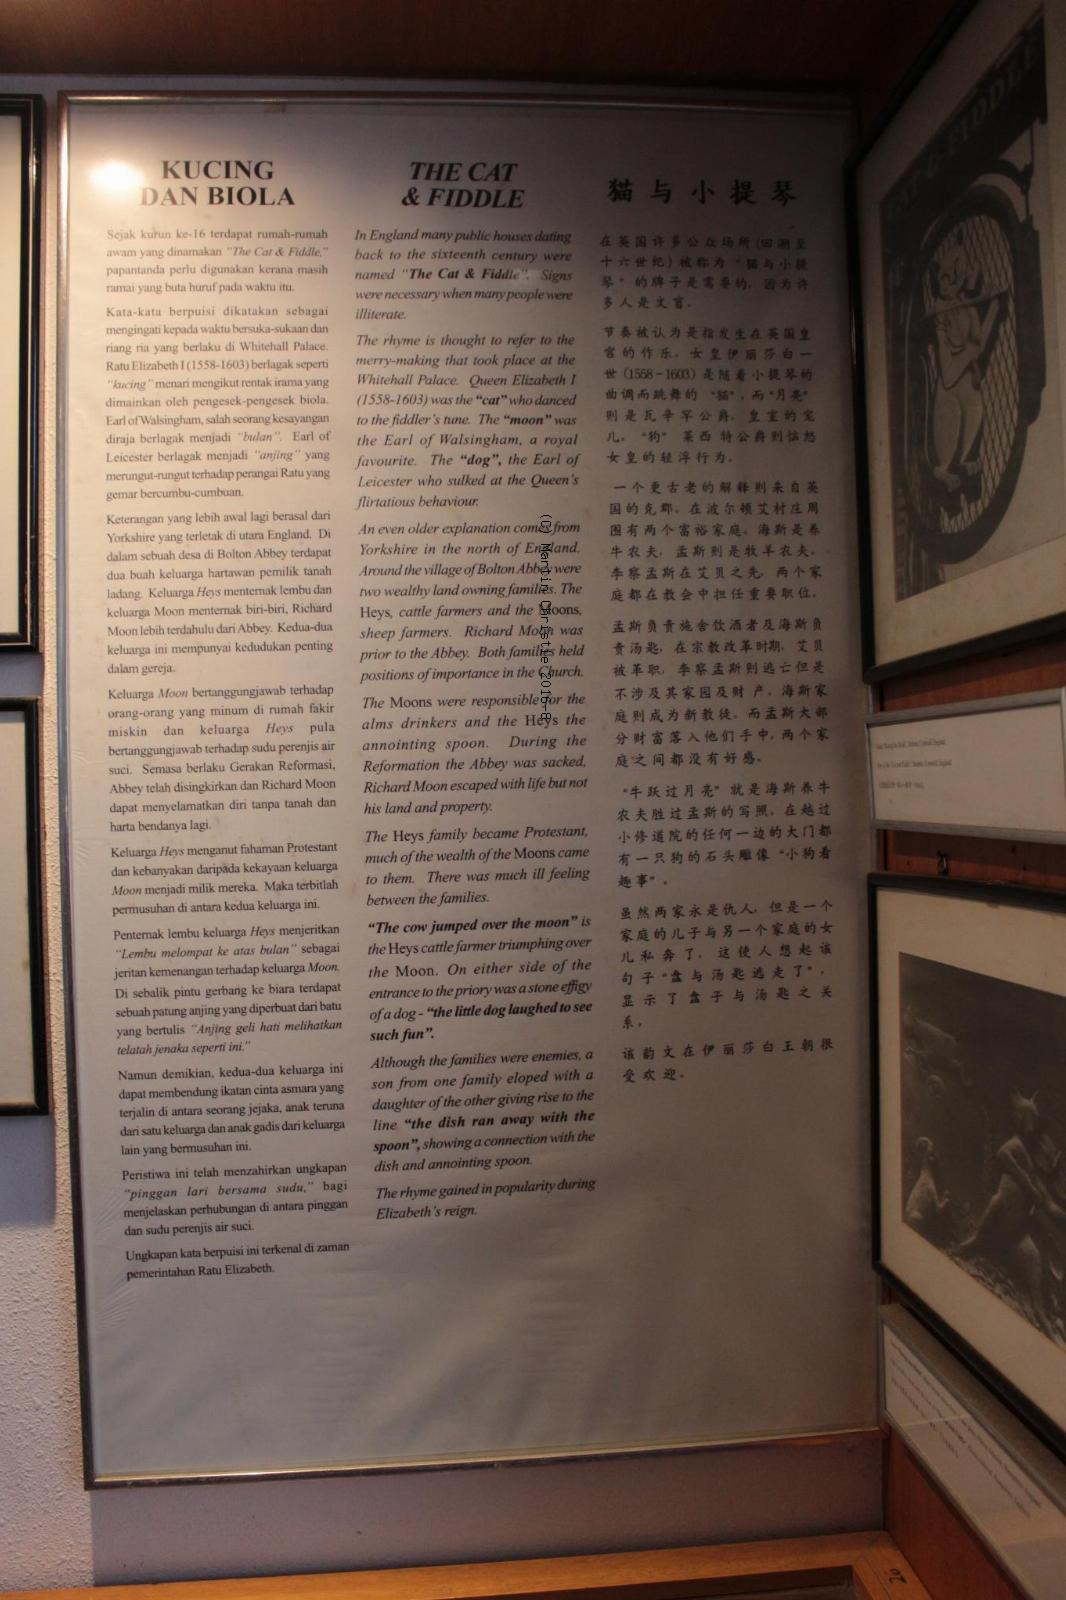 KUCING
DAN BIOLA
Sejak kurun ke-16 terdapat rumah-rumah
awam yang dinamakan "The Cat & Fiddle,"
papantanda perlu digunakan kerana masih
ramai yang buta huruf pada waktu itu.
Kata-kata berpuisi dikatakan sebagai
mengingati kepada waktu bersuka-sukaan dan
riang ria yang berlaku di Whitehall Palace.
Ratu Elizabeth I (1558-1603) berlagak seperti
"kucing" menari mengikut rentak irama yang
dimainkan oleh pengesek-pengesek biola.
Earl of Walsingham, salah seorang kesayangan
diraja berlagak menjadi "bulan". Earl of
Leicester berlagak menjadi "anjing" yang
merungut-rungut terhadap perangai Ratu yang
gemar bercumbu-cumbuan.
Keterangan yang lebih awal lagi berasal dari
Yorkshire yang terletak di utara England. Di
dalam sebuah desa di Bolton Abbey terdapat
dua buah keluarga hartawan pemilik tanah
ladang. Keluarga Heys menternak lembu dan
keluarga Moon menternak biri-biri, Richard
Moon lebih terdahulu dari Abbey. Kedua-dua
keluarga ini mempunyai kedudukan penting
dalam gereja.
Keluarga Moon bertanggungjawab terhadap
orang-orang yang minum di rumah fakir
miskin dan keluarga Heys pula
bertanggungjawab terhadap sudu perenjis air
suci. Semasa berlaku Gerakan Reformasi,
Abbey telah disingkirkan dan Richard Moon
dapat menyelamatkan diri tanpa tanah dan
harta bendanya lagi.
Keluarga Heys menganut fahaman Protestant
dan kebanyakan daripada kekayaan keluarga
Moon menjadi milik mereka. Maka terbitlah
permusuhan di antara kedua keluarga ini.
Penternak lembu keluarga Heys menjeritkan
"Lembu melompat ke atas bulan" sebagai
jeritan kemenangan terhadap keluarga Moon.
Di sebalik pintu gerbang ke biara terdapat
sebuah patung anjing yang diperbuat dari batu
yang bertulis "Anjing geli hati melihatkan
telatah jenaka seperti ini."
Namun demikian, kedua-dua keluarga ini
dapat membendung ikatan cinta asmara yang
terjalin di antara seorang jejaka, anak teruna
dari satu keluarga dan anak gadis dari keluarga
lain yang bermusuhan ini.
Peristiwa ini telah menzahirkan ungkapan
"pinggan lari bersama sudu," bagi
menjelaskan perhubungan di antara pinggan
dan sudu perenjis air suci.
Ungkapan kata berpuisi ini terkenal di zaman
pemerintahan Ratu Elizabeth.
THE CAT
& FIDDLE
In England many public houses dating
back to the sixteenth century were
named "The Cat & Fiddle". Signs
were necessary when many people were
illiterate.
The rhyme is thought to refer to the
merry-making that took place at the
Whitehall Palace. Queen Elizabeth I
(1558-1603) was the "cat" who danced
to the fiddler's tune. The "moon" was
the Earl of Walsingham, a royal
favourite. The "dog", the Earl of
Leicester who sulked at the Queen's
flirtatious behaviour.
An even older explanation comes from
Yorkshire in the north of England.
Around the village of Bolton Abbey were
two wealthy land owning families. The
Heys, cattle farmers and the Moons,
sheep farmers. Richard Moon was
prior to the Abbey. Both families held
positions of importance in the Church.
The Moons were responsible for the
alms drinkers and the Heys the
annointing spoon. During the
Reformation the Abbey was sacked,
Richard Moon escaped with life but not
his land and property.
The Heys family became Protestant,
much of the wealth of the Moons came
to them. There was much ill feeling
between the families.
"The cow jumped over the moon" is
the Heys cattle farmer triumphing over
the Moon. On either side of the
entrance to the priory was a stone effigy
of a dog - "the little dog laughed to see
such fun".
Although the families were enemies, a
son from one family eloped with a
daughter of the other giving rise to the
line "the dish ran away with the
spoon", showing a connection with the
dish and annointing spoon.
The rhyme gained in popularity during
Elizabeth's reign.
猫与小提琴
在英国许多公众场所(回溯至
十六世纪)被称为"猫与小提
琴"的牌子是需要的,因为许
多人是文盲。
节奏被认为是指发生在英国皇
宫的作乐。女皇伊丽莎白一
世(1558-1603)是随着小提琴的
曲调而跳舞的"猫",而"月亮"
则是瓦辛罕公爵,皇室的宠
儿。"狗"莱西特公爵则恼怒
女皇的轻浮行为。
一个更古老的解释则来自英
国的克郡。在波尔顿艾村庄周
围有两个富裕家庭。海斯是养
牛农夫,孟斯则是牧羊农夫。
李察孟斯在艾贝之先,两个家
庭都在教会中担任重要职位。
孟斯负责施舍饮酒者及海斯负
责汤匙。在宗教改革时期,艾贝
被革职,李察孟斯则逃亡但是
不涉及其家园及财产。海斯家
庭则成为新教徒。而孟斯大部
分财富落入他们手中,两个家
庭之间都没有好感。
"牛跃过月亮"就是海斯养牛
农夫胜过孟斯的写照。在越过
小修道院的任何一边的大门都
有一只狗的石头雕像"小狗看
趣事"。
虽然两家永是仇人,但是一个
家庭的儿子与另一个家庭的女
儿私奔了,这使人想起该
句子"盘与汤匙逃走了",
显示了盒子与汤匙之关
系。
该韵文在伊丽莎白王朝很
受欢迎。
CAT & FIDDLE
(C) Martin Christie 2016-8